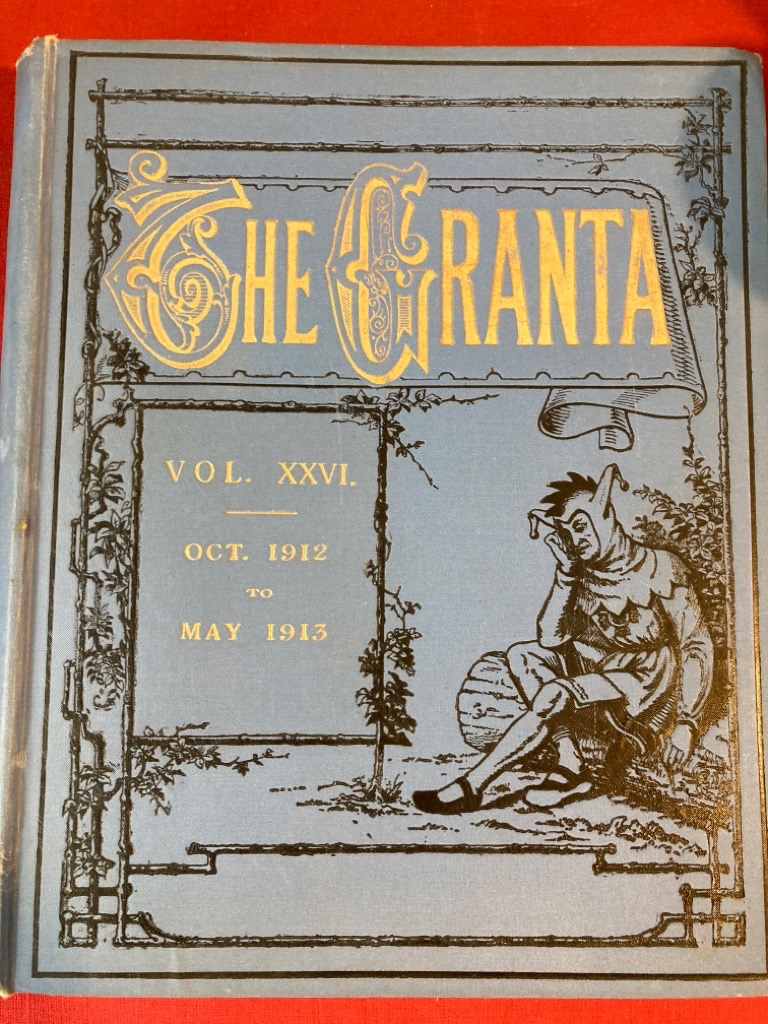 THE GRANTA
VOL. XXVI.
OCT. 1912
TO
MAY 1913